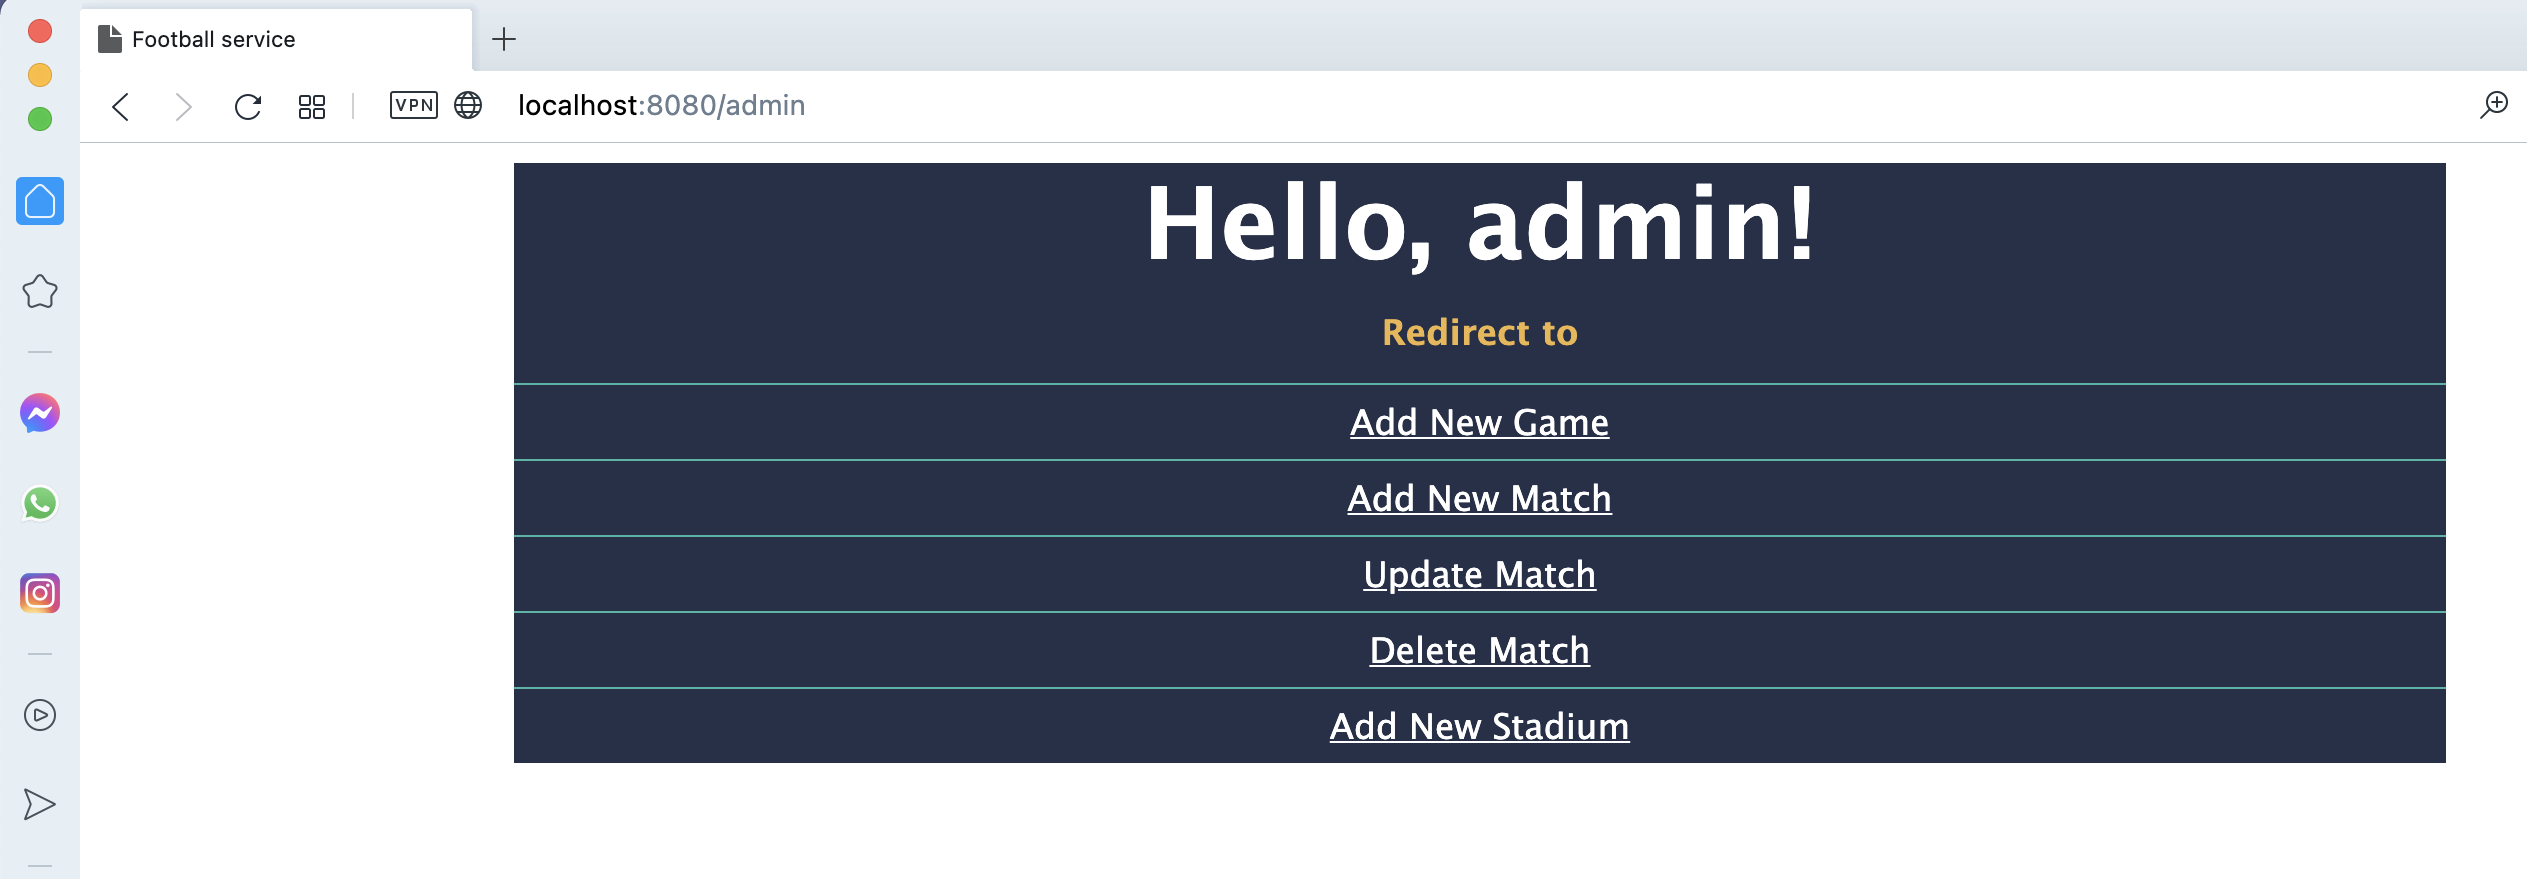 Football service
VPN
localhost:8080/admin
Hello, admin!
Redirect to
Add New Game
Add New Match
Update Match
Delete Match
Add New Stadium